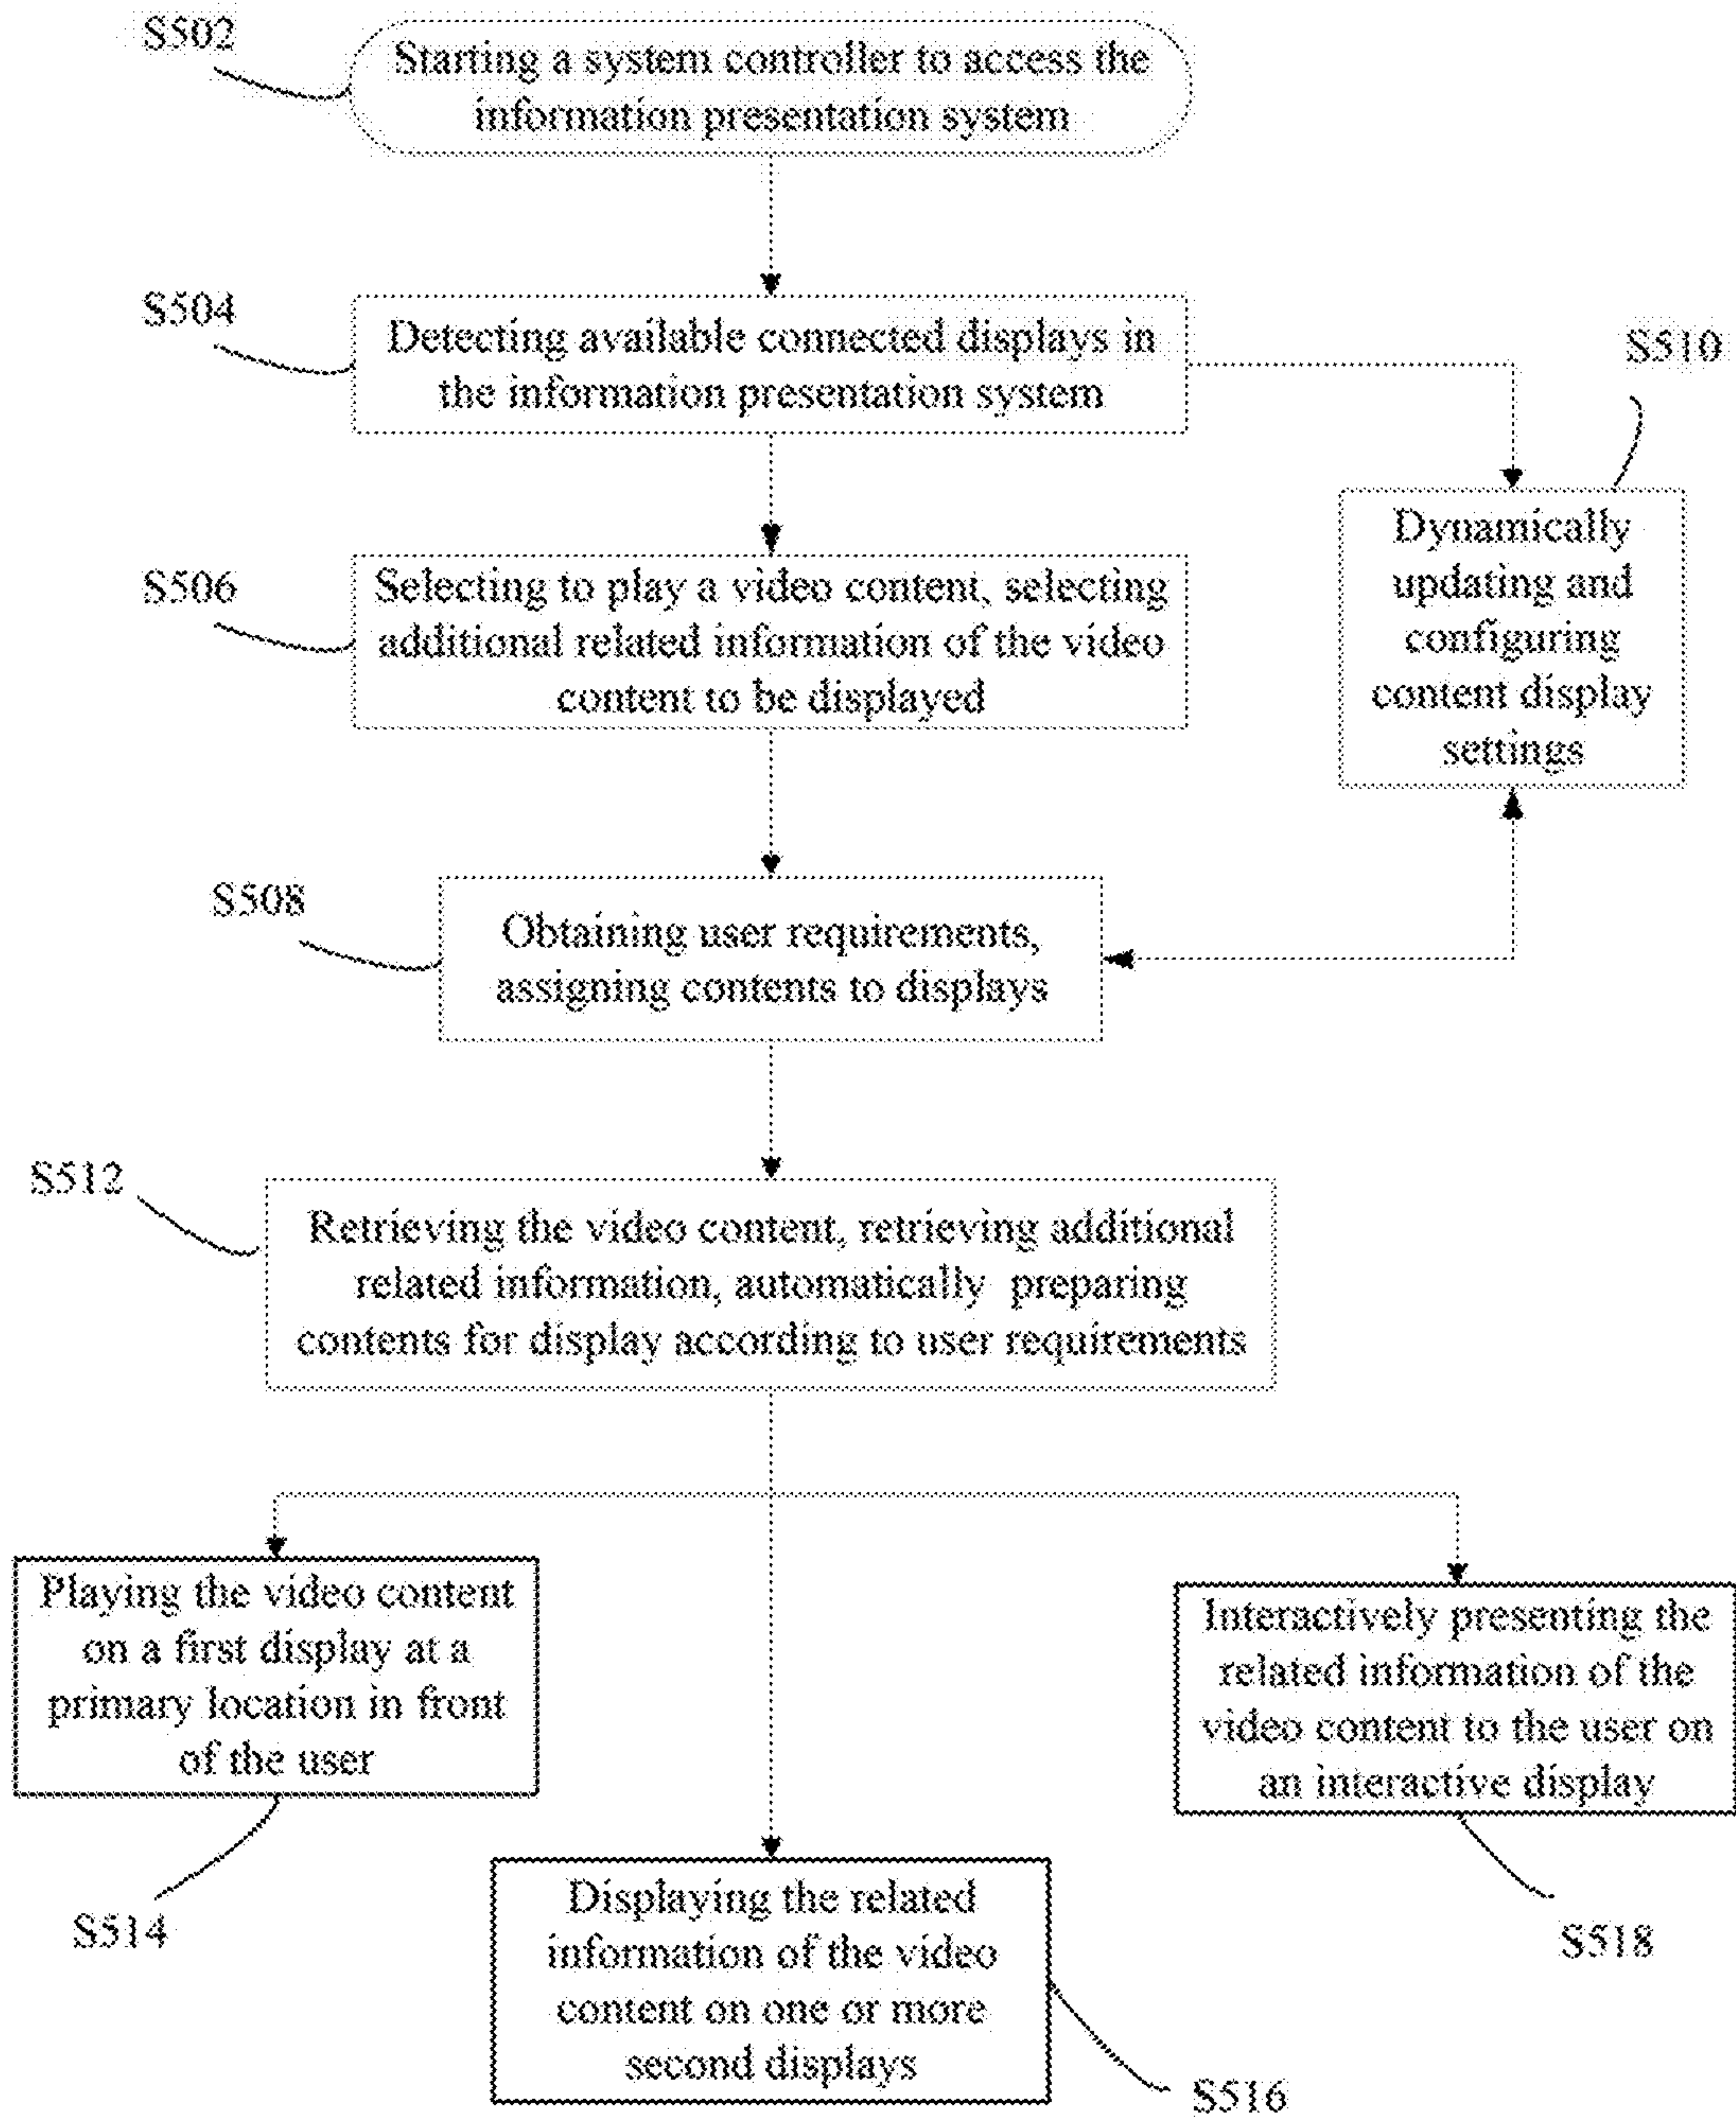 S502
Starting a system controller to access the
information presentation system
S504
Detecting available connected displays in
the information presentation system
S510
Dynamically
updating and
configuring
content display
settings
S506
Selecting to play a video content, selecting
additional related information of the video
content to be displayed
S508
Obtaining user requirements,
assigning contents to displays
S512
Retrieving the video content, retrieving additional
related information, automatically preparing
contents for display according to user requirements
Playing the video content
on a first display at a
primary location in front
of the user
S514
Displaying the related
information of the video
content on one or more
second displays
S516
Interactively presenting the
related information of the
video content to the user on
an interactive display
S518